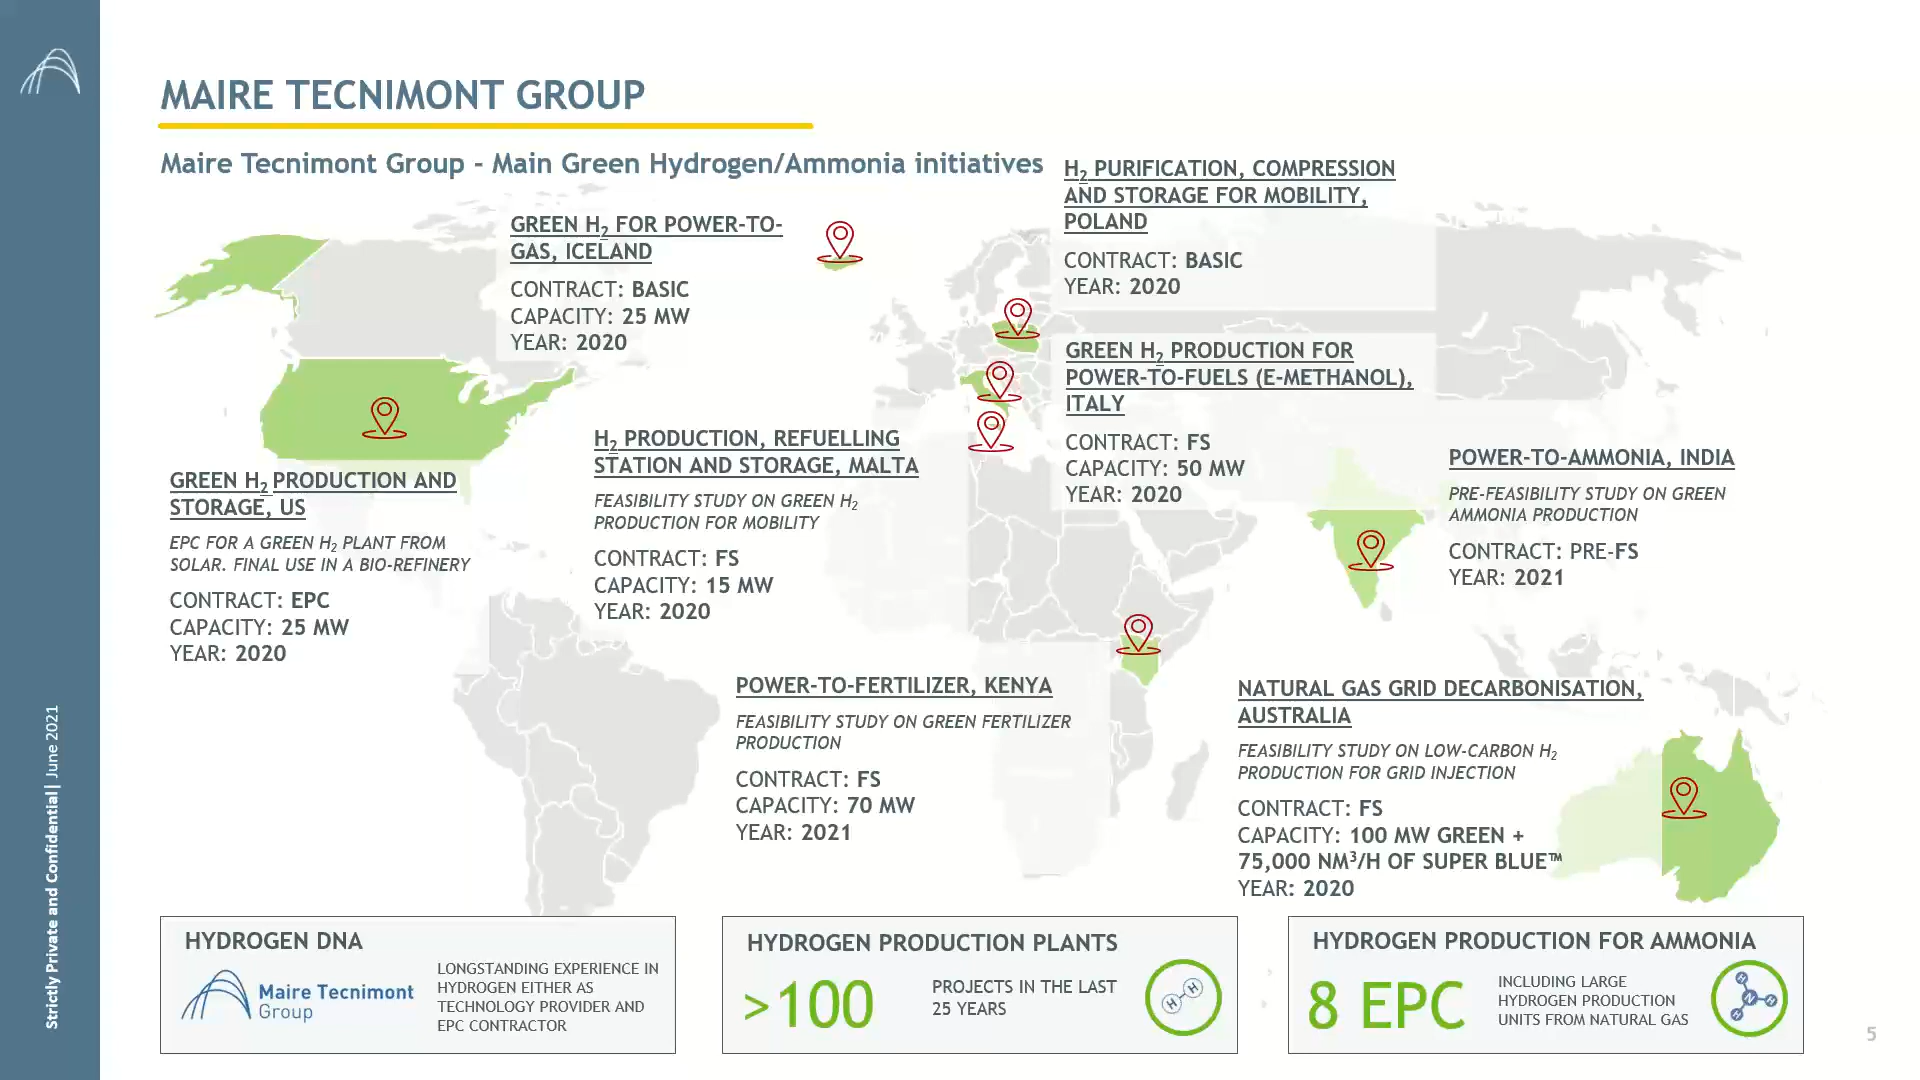 MAIRE TECNIMONT GROUP
Maire Tecnimont Group - Main Green Hydrogen/Ammonia initiatives
GREEN H₂ FOR POWER-TO-
GAS, ICELAND
CONTRACT: BASIC
CAPACITY: 25 MW
YEAR: 2020
H₂ PURIFICATION, COMPRESSION
AND STORAGE FOR MOBILITY,
POLAND
CONTRACT: BASIC
YEAR: 2020
GREEN H₂ PRODUCTION FOR
POWER-TO-FUELS (E-METHANOL),
ITALY
CONTRACT: FS
CAPACITY: 50 MW
YEAR: 2020
GREEN H₂ PRODUCTION AND
STORAGE, US
EPC FOR A GREEN H₂ PLANT FROM
SOLAR. FINAL USE IN A BIO-REFINERY
CONTRACT: EPC
CAPACITY: 25 MW
YEAR: 2020
H₂ PRODUCTION, REFUELLING
STATION AND STORAGE, MALTA
FEASIBILITY STUDY ON GREEN H₂
PRODUCTION FOR MOBILITY
CONTRACT: FS
CAPACITY: 15 MW
YEAR: 2020
POWER-TO-AMMONIA, INDIA
PRE-FEASIBILITY STUDY ON GREEN
AMMONIA PRODUCTION
CONTRACT: PRE-FS
YEAR: 2021
POWER-TO-FERTILIZER, KENYA
FEASIBILITY STUDY ON GREEN FERTILIZER
PRODUCTION
CONTRACT: FS
CAPACITY: 70 MW
YEAR: 2021
NATURAL GAS GRID DECARBONISATION,
AUSTRALIA
FEASIBILITY STUDY ON LOW-CARBON H₂
PRODUCTION FOR GRID INJECTION
CONTRACT: FS
CAPACITY: 100 MW GREEN +
75,000 NM³/H OF SUPER BLUE™
YEAR: 2020
HYDROGEN DNA
Maire Tecnimont
Group
LONGSTANDING EXPERIENCE IN
HYDROGEN EITHER AS
TECHNOLOGY PROVIDER AND
EPC CONTRACTOR
HYDROGEN PRODUCTION PLANTS
>100
PROJECTS IN THE LAST
25 YEARS
H H
HYDROGEN PRODUCTION FOR AMMONIA
8 EPC
INCLUDING LARGE
HYDROGEN PRODUCTION
UNITS FROM NATURAL GAS
H
N H
H
Strictly Private and Confidential| June 2021
5